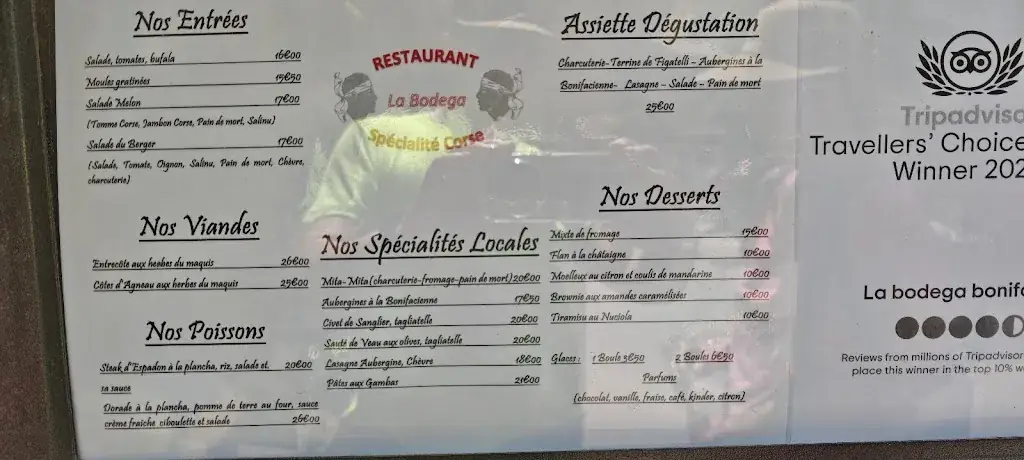 Nos Entrées
Salade, tomates, bufala 16€00
Moules gratinées 15€50
Salade Melon 17€00
(Tomme Corse, Jambon Corse, Pain de mort, Salinu)
Salade du Berger 17€00
(Salade, Tomate, Oignon, Salinu, Pain de mort, Chèvre,
charcuterie)
Nos Viandes
Entrecôte aux herbes du maquis 26€00
Côtes d'Agneau aux herbes du maquis 25€00
Nos Poissons
Steak d'Espadon à la plancha, riz, salade et 20€00
sa sauce
Dorade à la plancha, pomme de terre au four, sauce
crème fraîche ciboulette et salade 26€00
RESTAURANT
La Bodega
Spécialité Corse
Nos Spécialités Locales
Mita-Mita(charcuterie-fromage-pain de mort) 20€00
Aubergines à la Bonifacienne 17€50
Civet de Sanglier, tagliatelle 20€00
Sauté de Veau aux olives, tagliatelle 20€00
Lasagne Aubergine, Chèvre 18€00
Pâtes aux Gambas 21€00
Assiette Dégustation
Charcuterie-Terrine de Figatelli - Aubergines à la
Bonifacienne- Lasagne - Salade - Pain de mort
25€00
Nos Desserts
Mixte de fromage 15€00
Flan à la châtaigne 10€00
Moelleux au citron et coulis de mandarine 10€00
Brownie aux amandes caramélisées 10€00
Tiramisu au Nuciola 10€00
Glaces : 1 Boule 3€50 2 Boules 6€50
Parfums
(chocolat, vanille, fraise, café, kinder, citron)
Tripadviso
Travellers' Choice
Winner 202
La bodega bonifa
Reviews from millions of Tripadvisor
place this winner in the top 10% w